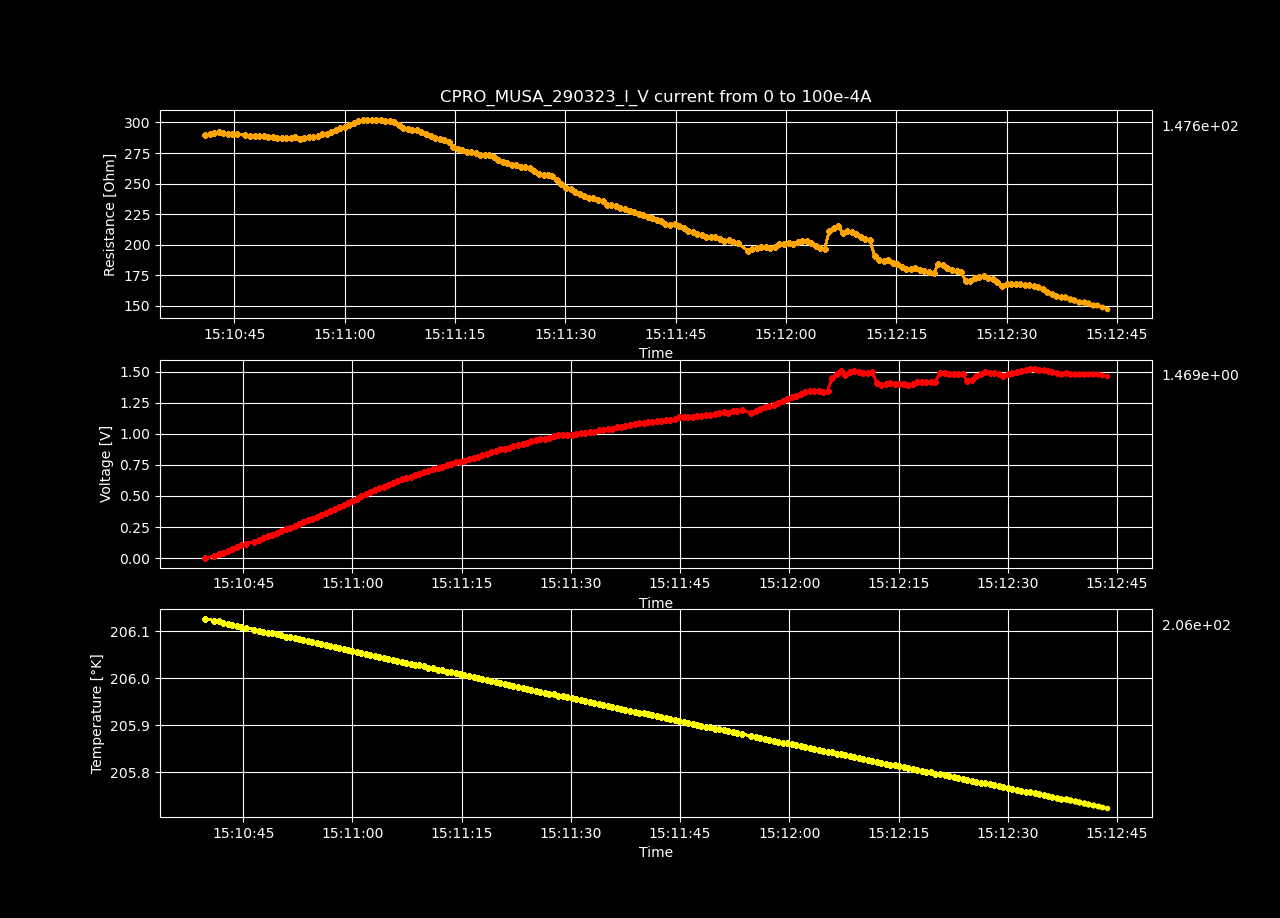 CPRO_MUSA_290323_I_V current from 0 to 100e-4A
1.476e+02
Resistance [Ohm]
300
275
250
225
200
175
150
15:10:45 15:11:00 15:11:15 15:11:30 15:11:45 15:12:00 15:12:15 15:12:30 15:12:45
Time
1.469e+00
Voltage [V]
1.50
1.25
1.00
0.75
0.50
0.25
0.00
15:10:45 15:11:00 15:11:15 15:11:30 15:11:45 15:12:00 15:12:15 15:12:30 15:12:45
Time
2.06e+02
Temperature [°K]
206.1
206.0
205.9
205.8
15:10:45 15:11:00 15:11:15 15:11:30 15:11:45 15:12:00 15:12:15 15:12:30 15:12:45
Time